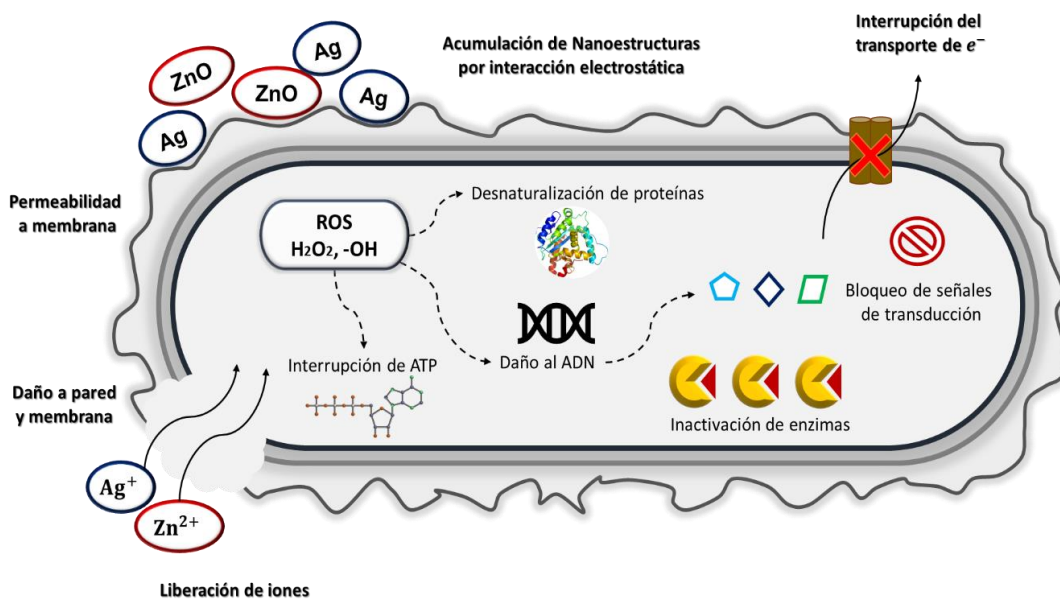 Interrupción del
transporte de e⁻
Acumulación de Nanoestructuras
por interacción electrostática
Ag
ZnO
ZnO
Ag
Ag
Permeabilidad
a membrana
Desnaturalización de proteínas
ROS
H₂O₂, -OH
Bloqueo de señales
de transducción
Interrupción de ATP
Daño al ADN
Daño a pared
y membrana
Inactivación de enzimas
Ag⁺
Zn²⁺
Liberación de iones